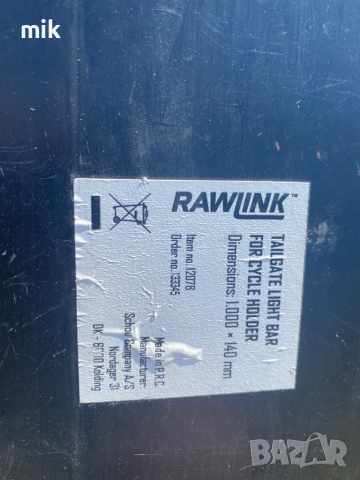 mik
RAWLINK™
TAILGATE LIGHT BAR
FOR CYCLE HOLDER
Dimensions: 1.000 × 140 mm
Item no. 12078
Order no. 133345
Made in P.R.C.
Manufacturer:
Schou Company A/S
Nordager 31
DK - 6000 Kolding
bazar